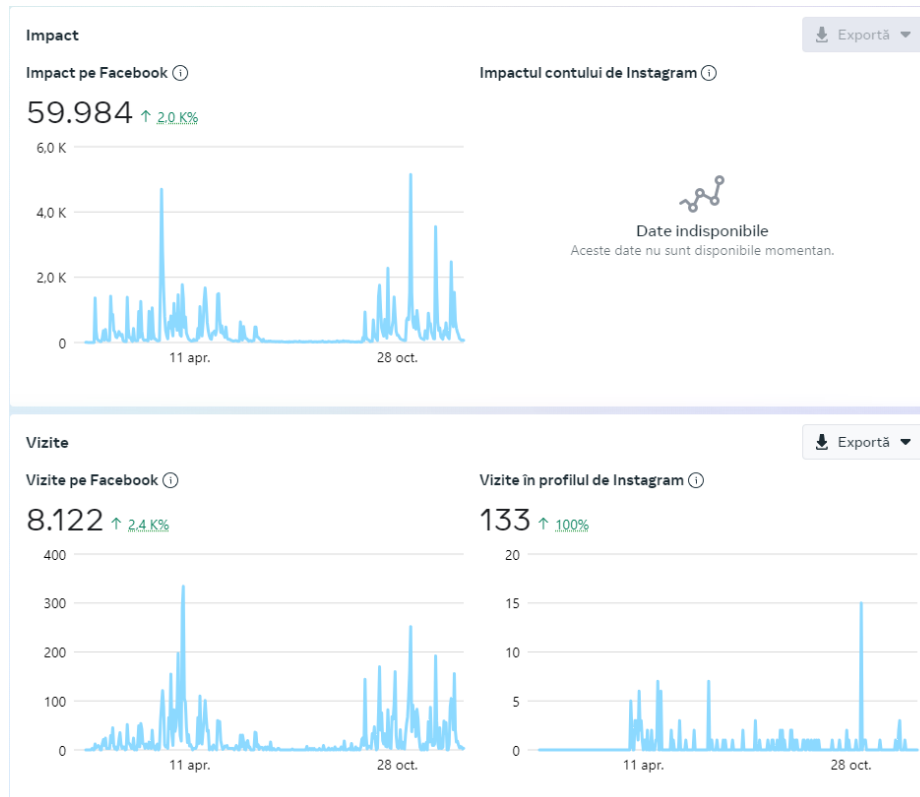 Impact
Exportă
Impact pe Facebook
Impactul contului de Instagram
59.984 ↑ 2,0 K%
6,0 K
4,0 K
2,0 K
0
11 apr.
28 oct.
Date indisponibile
Aceste date nu sunt disponibile momentan.
Vizite
Exportă
Vizite pe Facebook
Vizite în profilul de Instagram
8.122 ↑ 2,4 K%
133 ↑ 100%
400
300
200
100
0
11 apr.
28 oct.
20
15
10
5
0
11 apr.
28 oct.